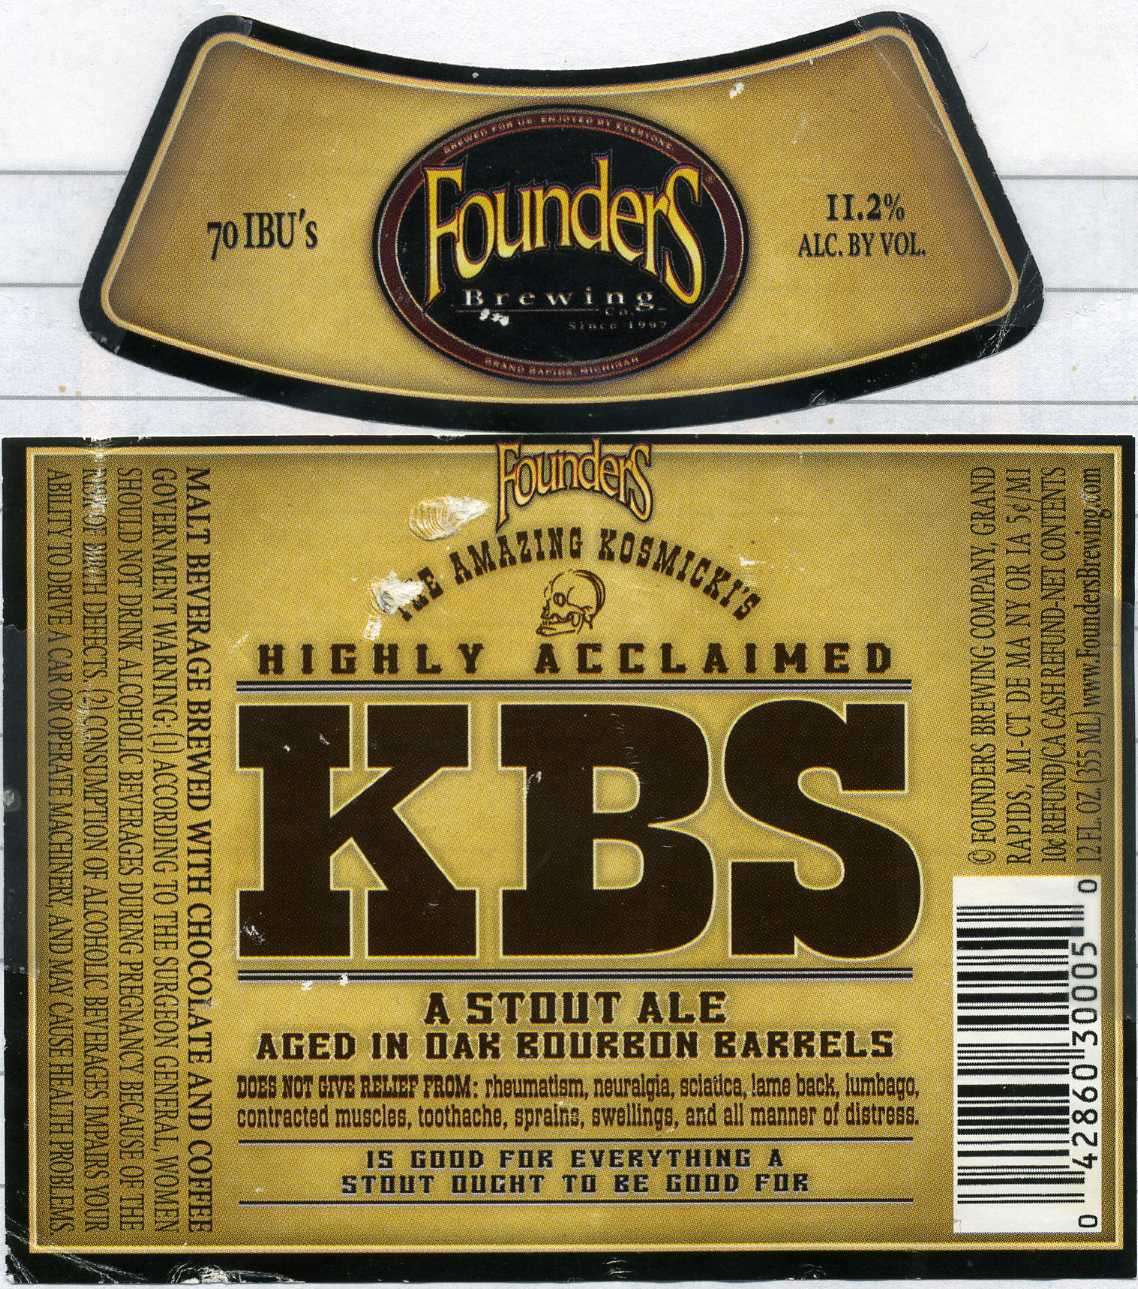 BREWED FOR US. ENJOYED BY EVERYONE.
FounderS
Brewing
Co.
Since 1997
GRAND RAPIDS, MICHIGAN
70 IBU's
11.2%
ALC. BY VOL.
FounderS
THE AMAZING KOSMICKI'S
HIGHLY ACCLAIMED
KBS
A STOUT ALE
AGED IN OAK BOURBON BARRELS
DOES NOT GIVE RELIEF FROM: rheumatism, neuralgia, sciatica, lame back, lumbago,
contracted muscles, toothache, sprains, swellings, and all manner of distress.
IS GOOD FOR EVERYTHING A
STOUT OUGHT TO BE GOOD FOR
MALT BEVERAGE BREWED WITH CHOCOLATE AND COFFEE
GOVERNMENT WARNING: (1) ACCORDING TO THE SURGEON GENERAL, WOMEN
SHOULD NOT DRINK ALCOHOLIC BEVERAGES DURING PREGNANCY BECAUSE OF THE
RISK OF BIRTH DEFECTS. (2) CONSUMPTION OF ALCOHOLIC BEVERAGES IMPAIRS YOUR
ABILITY TO DRIVE A CAR OR OPERATE MACHINERY, AND MAY CAUSE HEALTH PROBLEMS.
© FOUNDERS BREWING COMPANY, GRAND
RAPIDS, MI-CT DE MA NY OR IA 5¢/MI
10¢ REFUND/CA CASH REFUND-NET CONTENTS
12 FL. OZ. (355 ML) www.FoundersBrewing.com
0 42860 30005 0